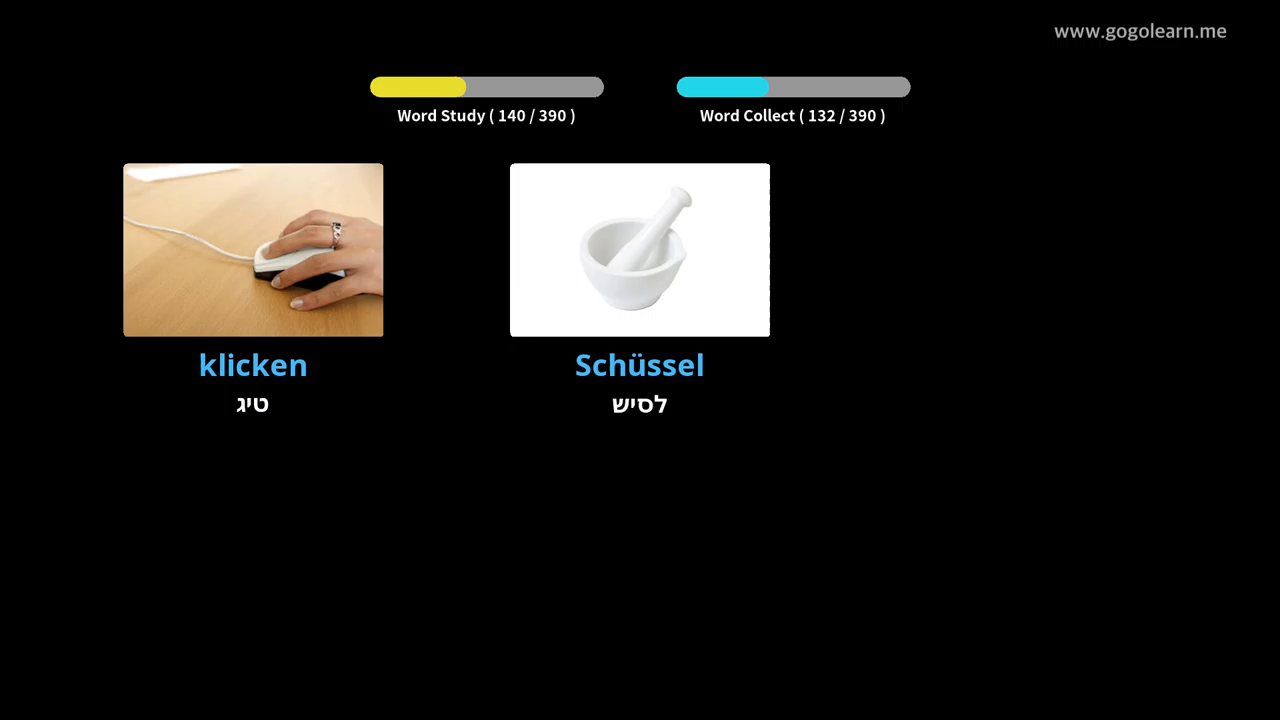 www.gogolearn.me
Word Study ( 140 / 390 )
Word Collect ( 132 / 390 )
klicken
טיג
Schüssel
לסיש